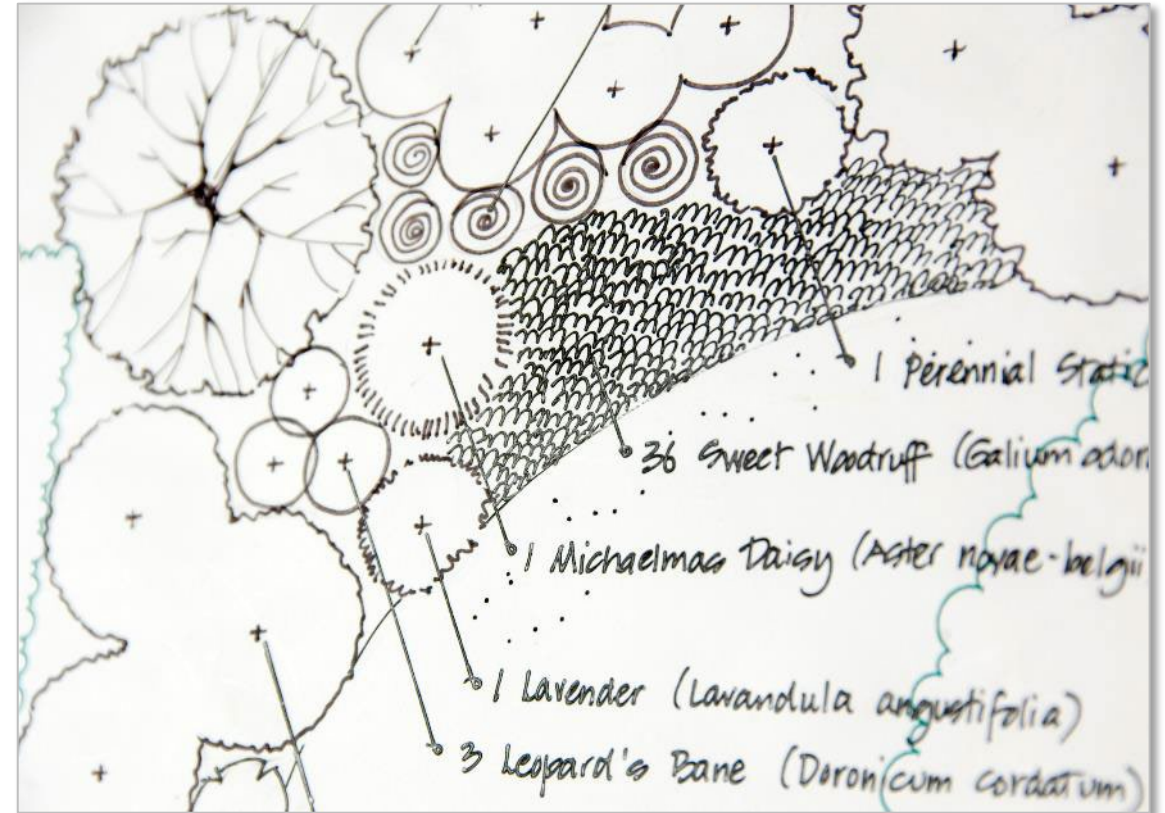 1 Perennial Static
36 Sweet Woodruff (Galium odor
1 Michaelmas Daisy (Aster novae-belgii
1 Lavender (Lavandula angustifolia)
3 Leopard's Bane (Doronicum cordatum)